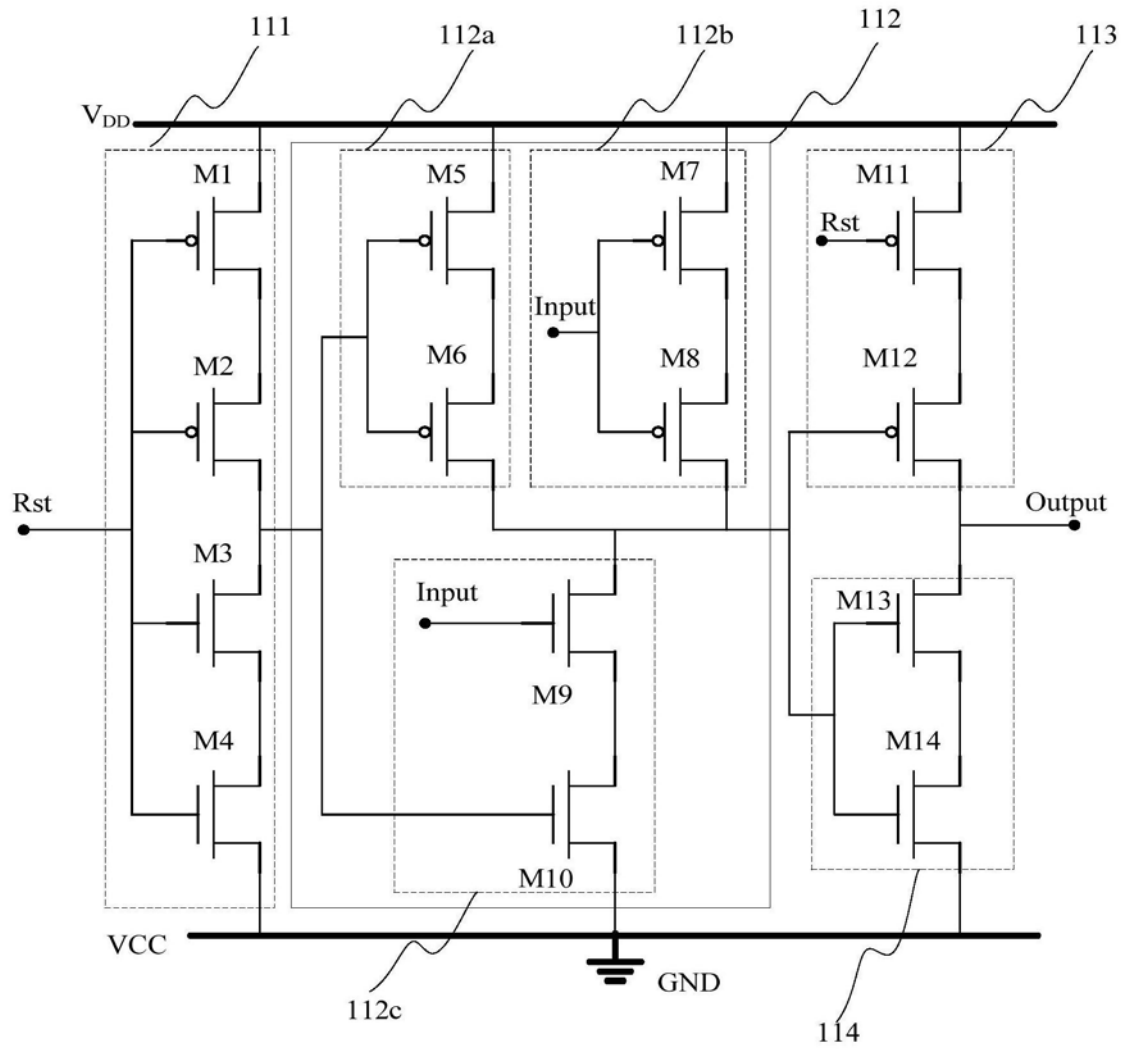 111
112a
112b
112
113
VDD
M1
M5
M7
M11
Rst
Input
M2
M6
M8
M12
Rst
Output
M3
Input
M13
M9
M4
M14
M10
VCC
GND
112c
114